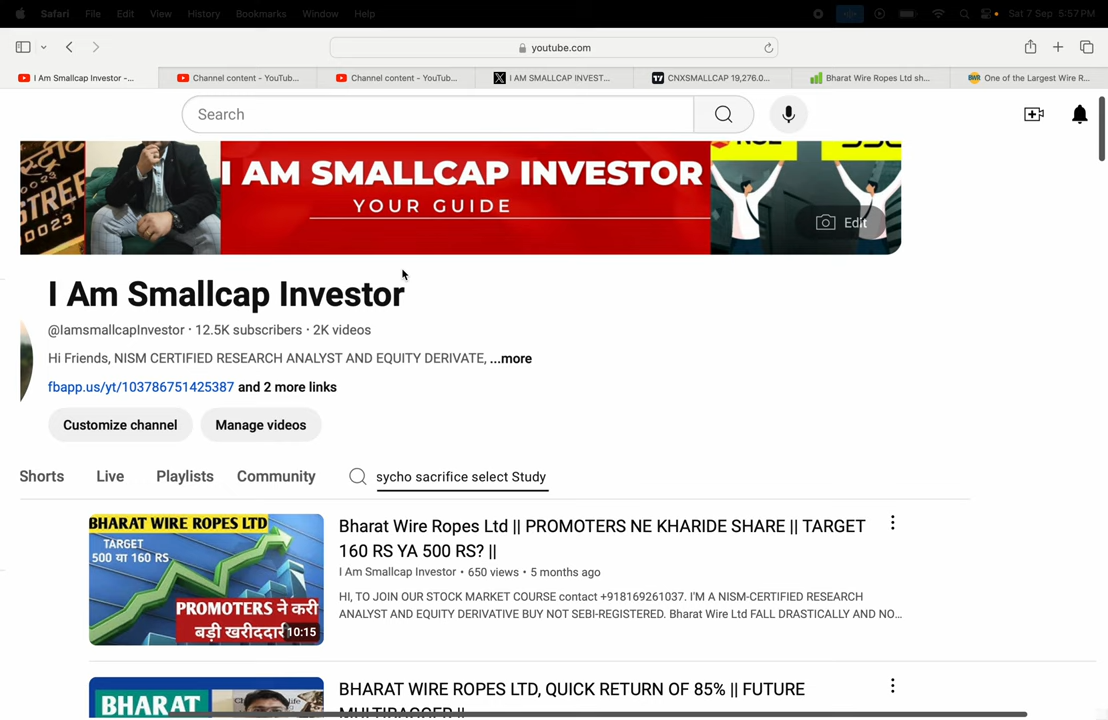 Safari File Edit View History Bookmarks Window Help Sat 7 Sep 5:57 PM
youtube.com
I Am Smallcap Investor -...
Channel content - YouTub...
Channel content - YouTub...
I AM SMALLCAP INVEST...
CNXSMALLCAP 19,276.0...
Bharat Wire Ropes Ltd sh...
One of the Largest Wire R...
Search
I AM SMALLCAP INVESTOR
YOUR GUIDE
Edit
I Am Smallcap Investor
@IamsmallcapInvestor · 12.5K subscribers · 2K videos
Hi Friends, NISM CERTIFIED RESEARCH ANALYST AND EQUITY DERIVATE, ...more
fbapp.us/yt/103786751425387 and 2 more links
Customize channel Manage videos
Shorts Live Playlists Community sycho sacrifice select Study
BHARAT WIRE ROPES LTD
TARGET
500 या 160 RS
PROMOTERS ने करी
बड़ी खरीददारी
10:15
Bharat Wire Ropes Ltd || PROMOTERS NE KHARIDE SHARE || TARGET
160 RS YA 500 RS? ||
I Am Smallcap Investor • 650 views • 5 months ago
HI, TO JOIN OUR STOCK MARKET COURSE contact +918169261037. I'M A NISM-CERTIFIED RESEARCH
ANALYST AND EQUITY DERIVATIVE BUY NOT SEBI-REGISTERED. Bharat Wire Ltd FALL DRASTICALLY AND NO...
BHARAT
BHARAT WIRE ROPES LTD, QUICK RETURN OF 85% || FUTURE
MULTIBAGGER ||